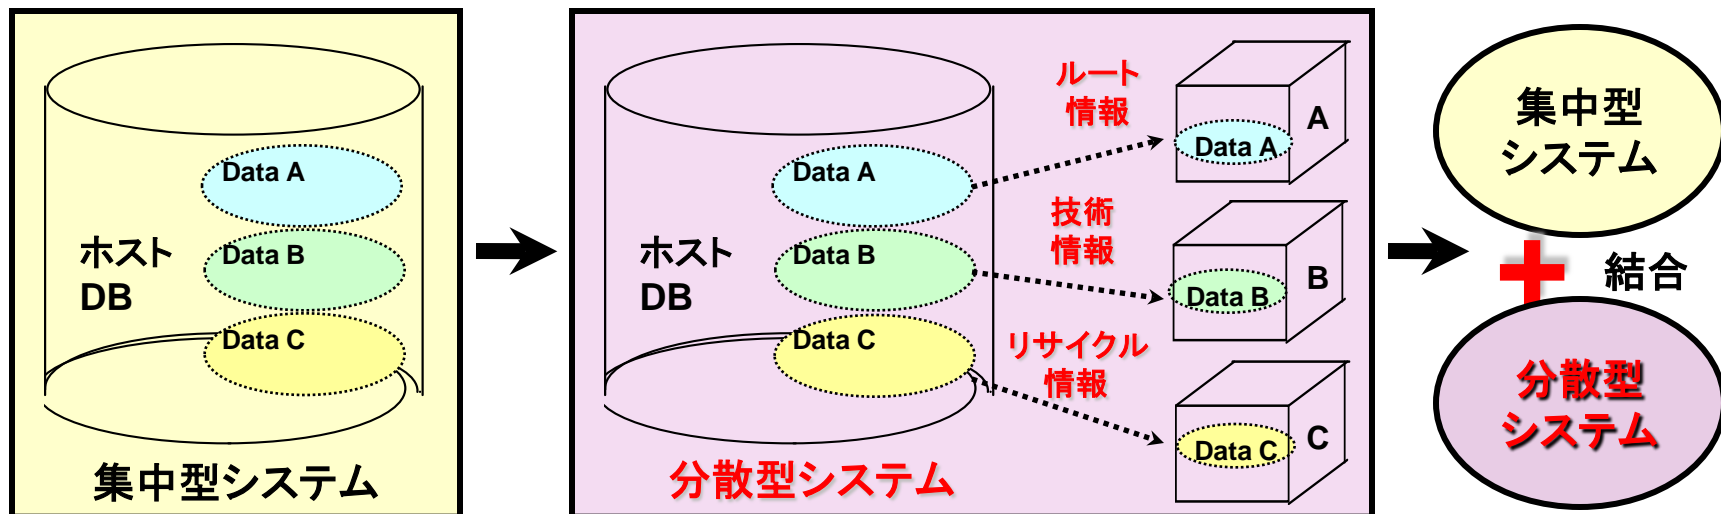 Data A
Data B
Data C
ホスト
DB
集中型システム
Data A
Data B
Data C
ホスト
DB
ルート
情報
技術
情報
リサイクル
情報
Data A
A
Data B
B
Data C
C
分散型システム
集中型
システム
結合
分散型
システム